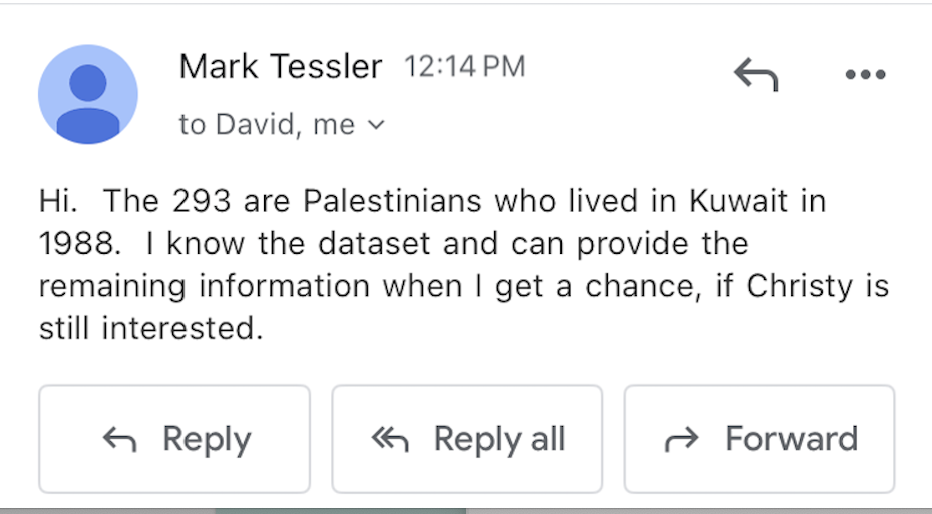 Mark Tessler 12:14 PM
to David, me
Hi.  The 293 are Palestinians who lived in Kuwait in
1988.  I know the dataset and can provide the
remaining information when I get a chance, if Christy is
still interested.
Reply Reply all Forward